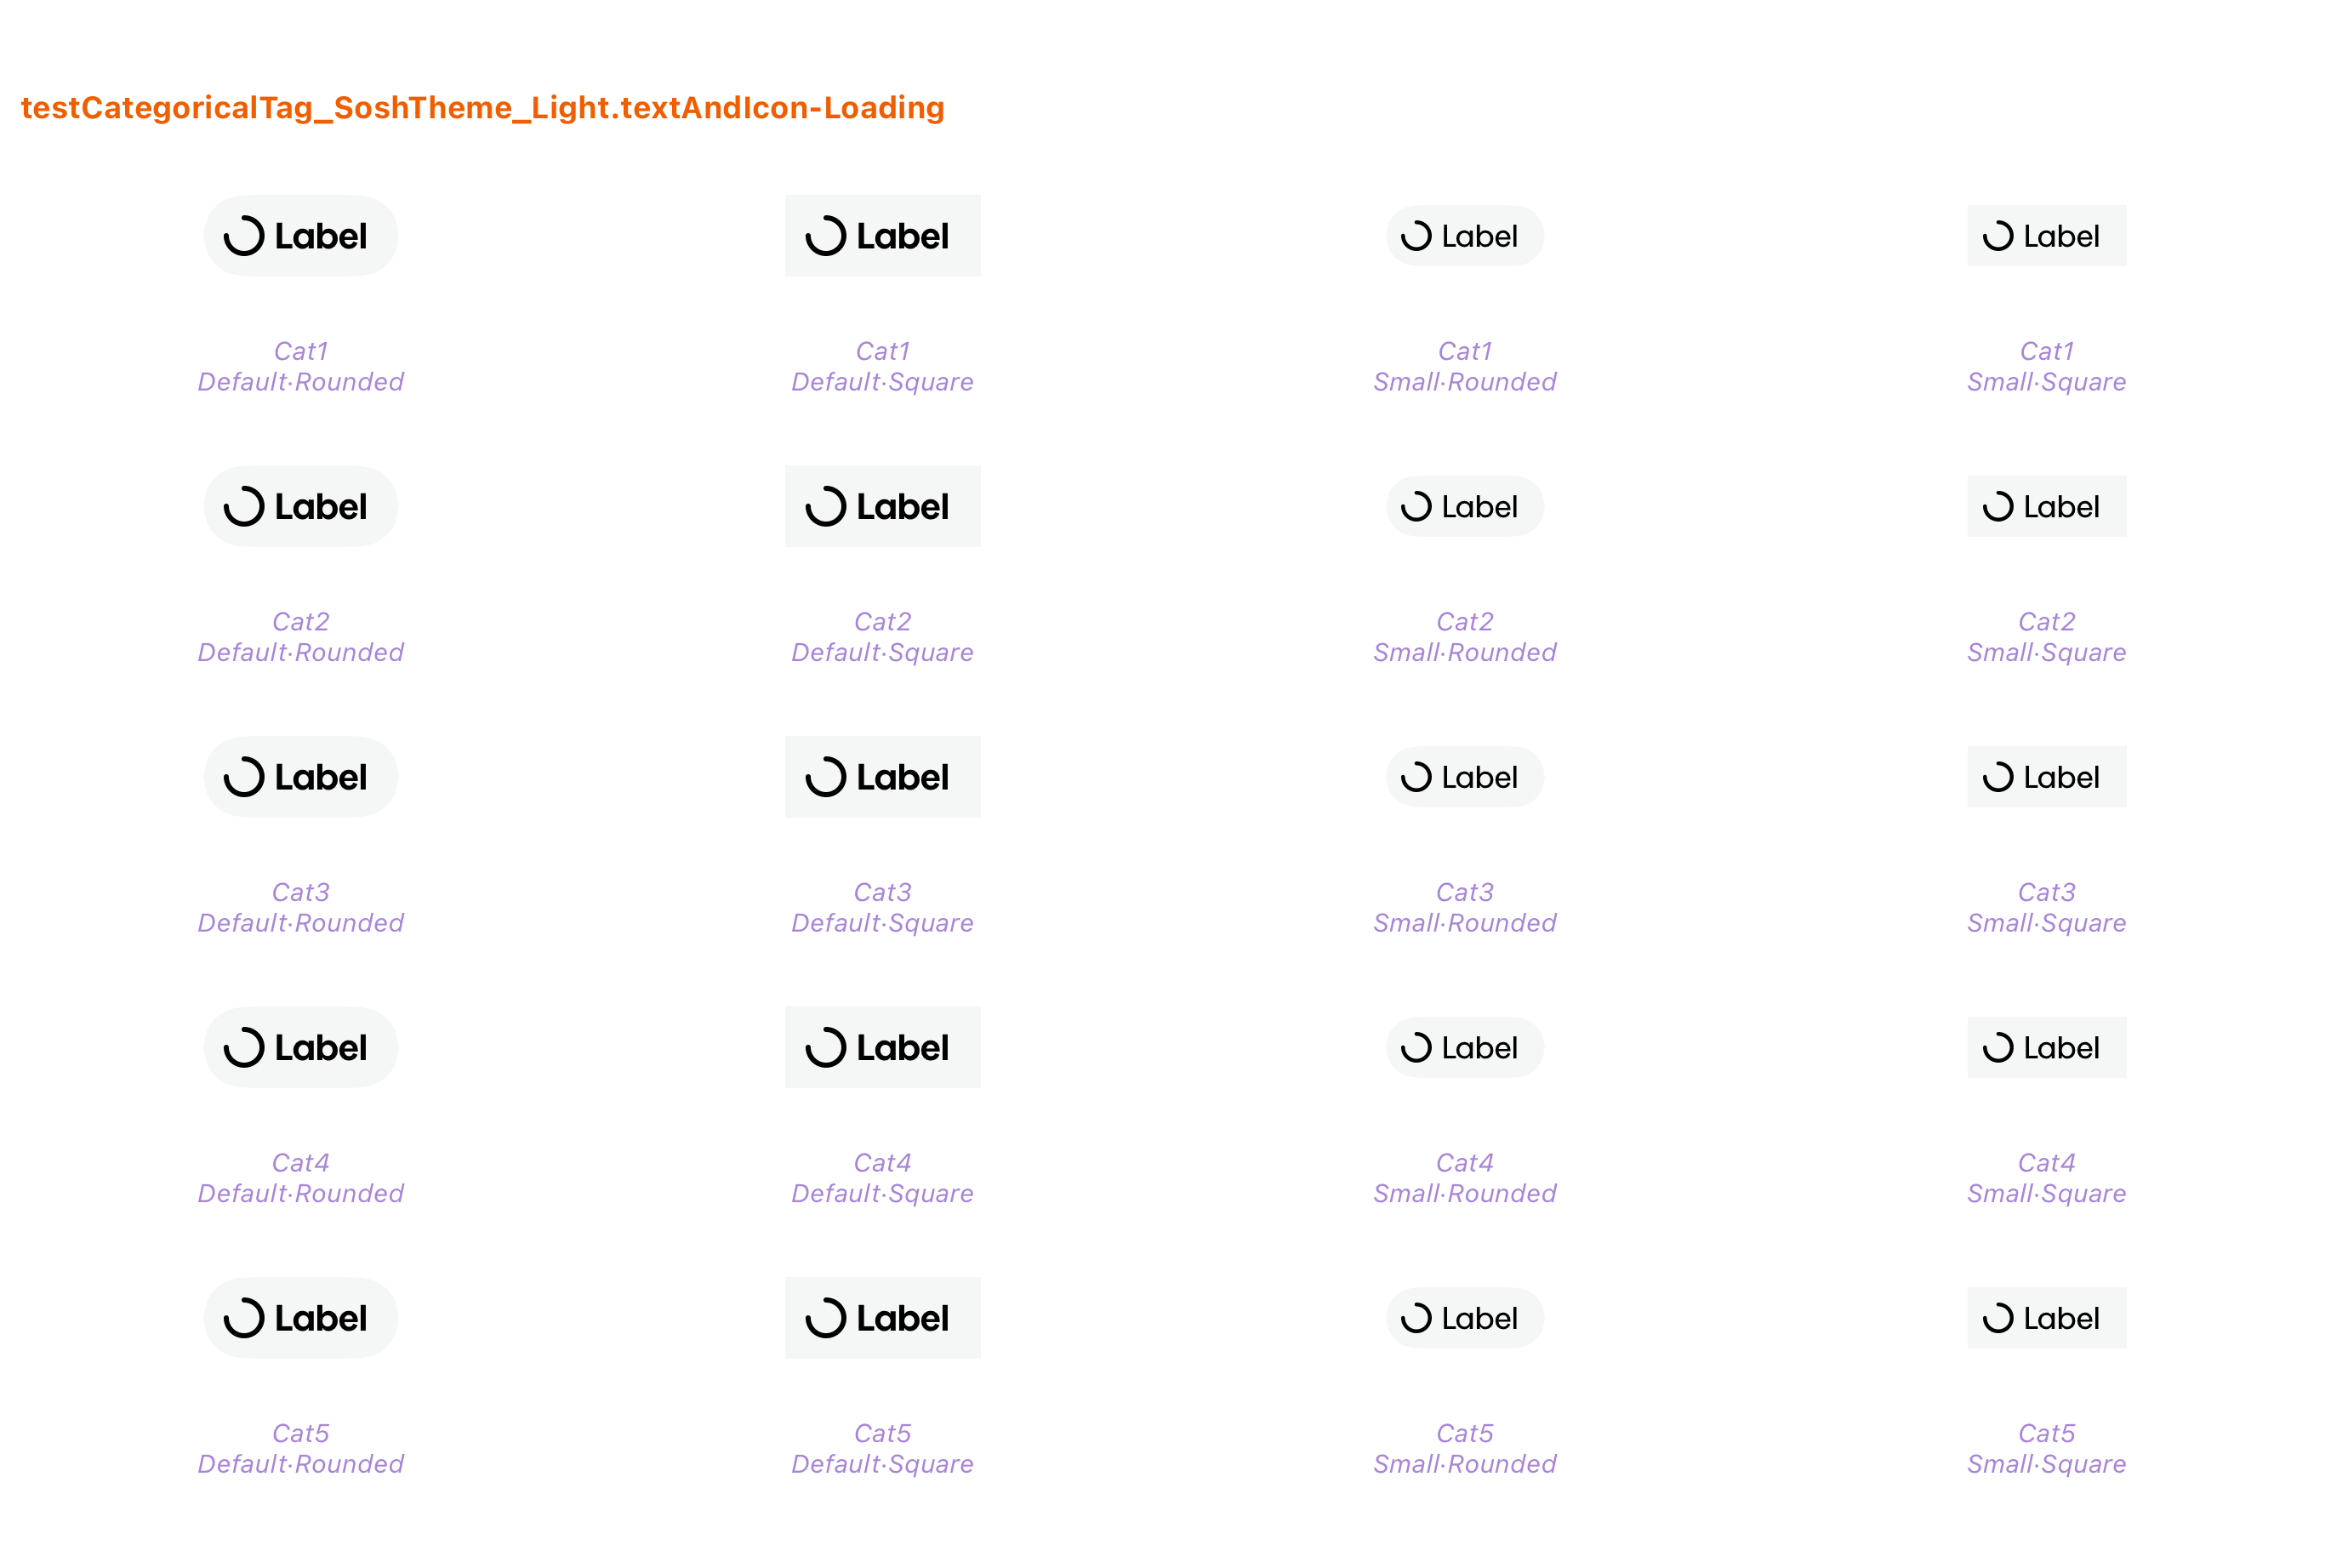 testCategoricalTag_SoshTheme_Light.textAndIcon-Loading
Label Label Label Label
Cat1 Cat1 Cat1 Cat1
Default·Rounded Default·Square Small·Rounded Small·Square
Label Label Label Label
Cat2 Cat2 Cat2 Cat2
Default·Rounded Default·Square Small·Rounded Small·Square
Label Label Label Label
Cat3 Cat3 Cat3 Cat3
Default·Rounded Default·Square Small·Rounded Small·Square
Label Label Label Label
Cat4 Cat4 Cat4 Cat4
Default·Rounded Default·Square Small·Rounded Small·Square
Label Label Label Label
Cat5 Cat5 Cat5 Cat5
Default·Rounded Default·Square Small·Rounded Small·Square